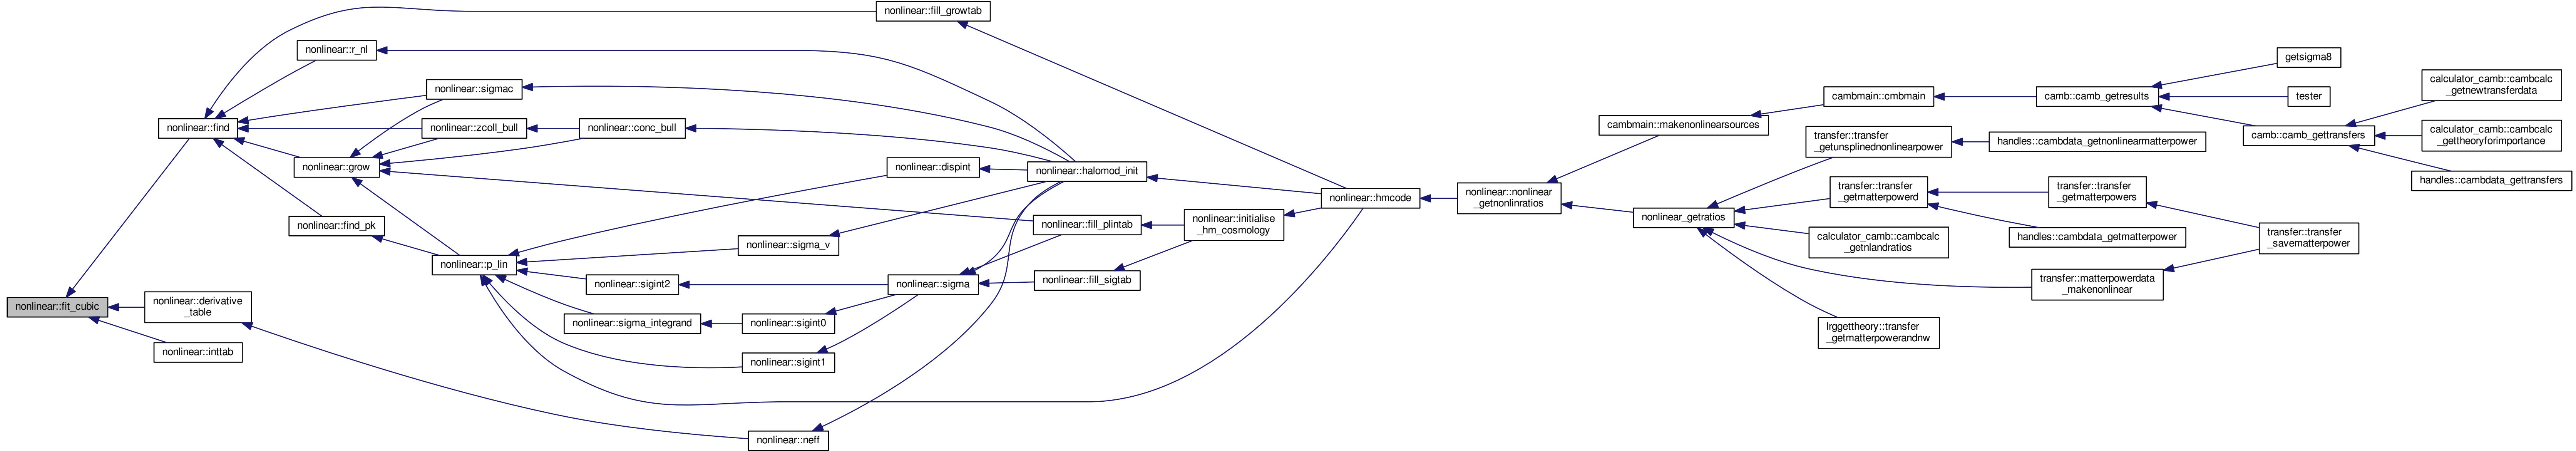 nonlinear::fit_cubic
nonlinear::find
nonlinear::derivative
_table
nonlinear::inttab
nonlinear::fill_growtab
nonlinear::r_nl
nonlinear::sigmac
nonlinear::zcoll_bull
nonlinear::conc_bull
nonlinear::grow
nonlinear::find_pk
nonlinear::p_lin
nonlinear::dispint
nonlinear::sigma_v
nonlinear::sigint2
nonlinear::sigma_integrand
nonlinear::sigint0
nonlinear::sigint1
nonlinear::neff
nonlinear::sigma
nonlinear::halomod_init
nonlinear::fill_plintab
nonlinear::fill_sigtab
nonlinear::initialise
_hm_cosmology
nonlinear::hmcode
nonlinear::nonlinear
_getnonlinratios
cambmain::makenonlinearsources
nonlinear_getratios
cambmain::cmbmain
transfer::transfer
_getunsplinednonlinearpower
transfer::transfer
_getmatterpowerd
calculator_camb::cambcalc
_getnlandratios
lrggettheory::transfer
_getmatterpowerandnw
camb::camb_getresults
handles::cambdata_getnonlinearmatterpower
transfer::transfer
_getmatterpowers
handles::cambdata_getmatterpower
transfer::matterpowerdata
_makenonlinear
getsigma8
tester
camb::camb_gettransfers
transfer::transfer
_savematterpower
calculator_camb::cambcalc
_getnewtransferdata
calculator_camb::cambcalc
_gettheoryforimportance
handles::cambdata_gettransfers